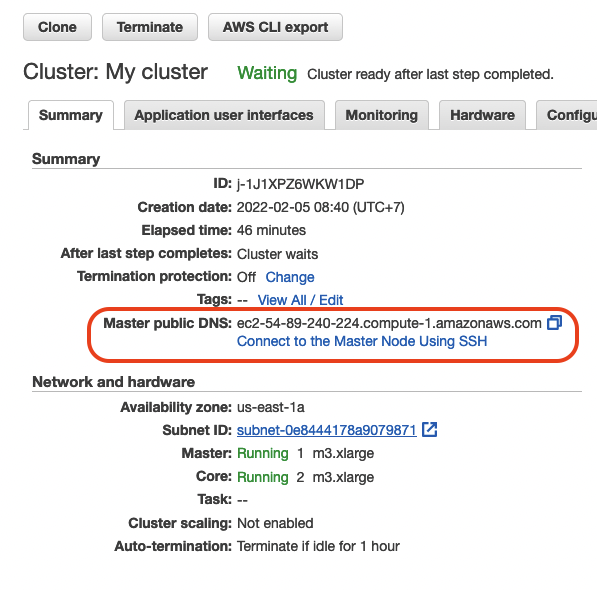 Clone Terminate AWS CLI export
Cluster: My cluster Waiting Cluster ready after last step completed.
Summary Application user interfaces Monitoring Hardware Configu
Summary
ID: j-1J1XPZ6WKW1DP
Creation date: 2022-02-05 08:40 (UTC+7)
Elapsed time: 46 minutes
After last step completes: Cluster waits
Termination protection: Off Change
Tags: -- View All / Edit
Master public DNS: ec2-54-89-240-224.compute-1.amazonaws.com
Connect to the Master Node Using SSH
Network and hardware
Availability zone: us-east-1a
Subnet ID: subnet-0e8444178a9079871
Master: Running 1 m3.xlarge
Core: Running 2 m3.xlarge
Task: --
Cluster scaling: Not enabled
Auto-termination: Terminate if idle for 1 hour